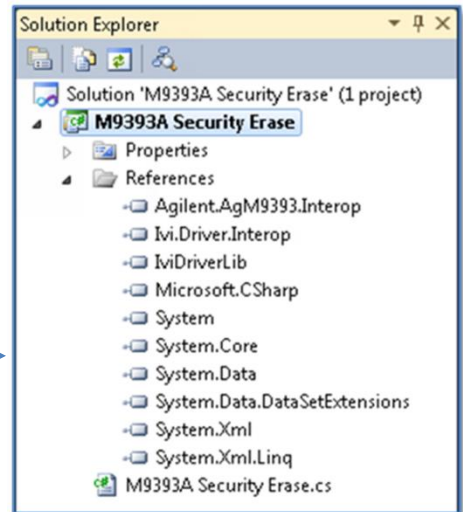 Solution Explorer
Solution 'M9393A Security Erase' (1 project)
M9393A Security Erase
Properties
References
Agilent.AgM9393.Interop
Ivi.Driver.Interop
IviDriverLib
Microsoft.CSharp
System
System.Core
System.Data
System.Data.DataSetExtensions
System.Xml
System.Xml.Linq
M9393A Security Erase.cs